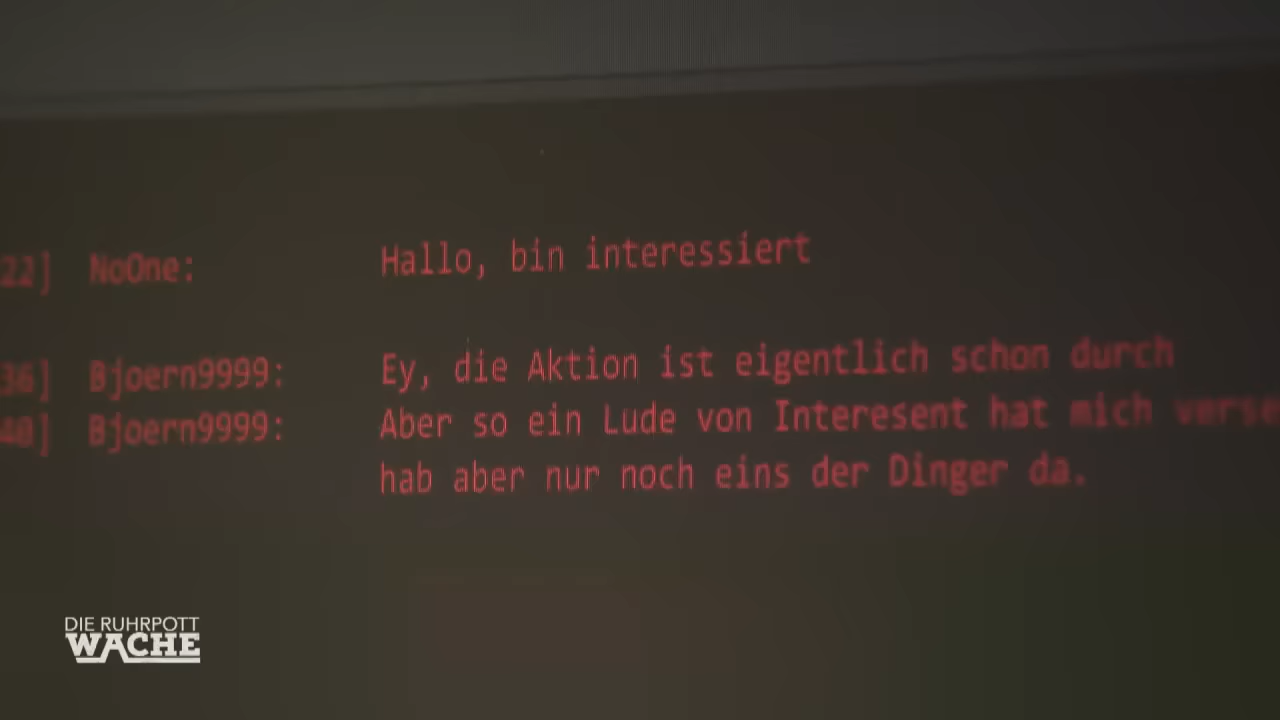 22] NoOne: Hallo, bin interessiert
36] Bjoern9999: Ey, die Aktion ist eigentlich schon durch
40] Bjoern9999: Aber so ein Lude von Interesent hat mich verse
hab aber nur noch eins der Dinger da.
DIE RUHRPOTT
WACHE